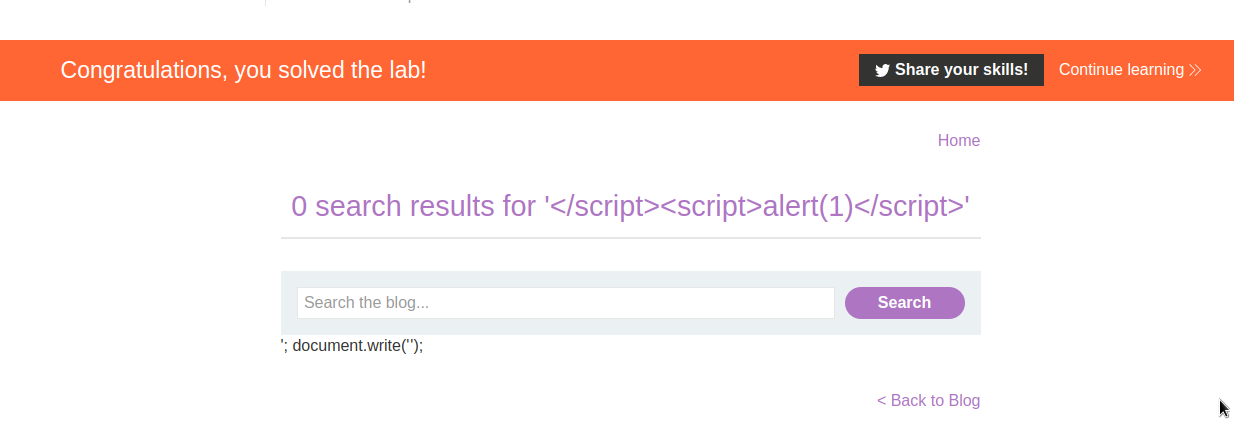 Congratulations, you solved the lab!
Share your skills!
Continue learning
Home
0 search results for '</script><script>alert(1)</script>'
Search the blog...
Search
'; document.write('');
< Back to Blog